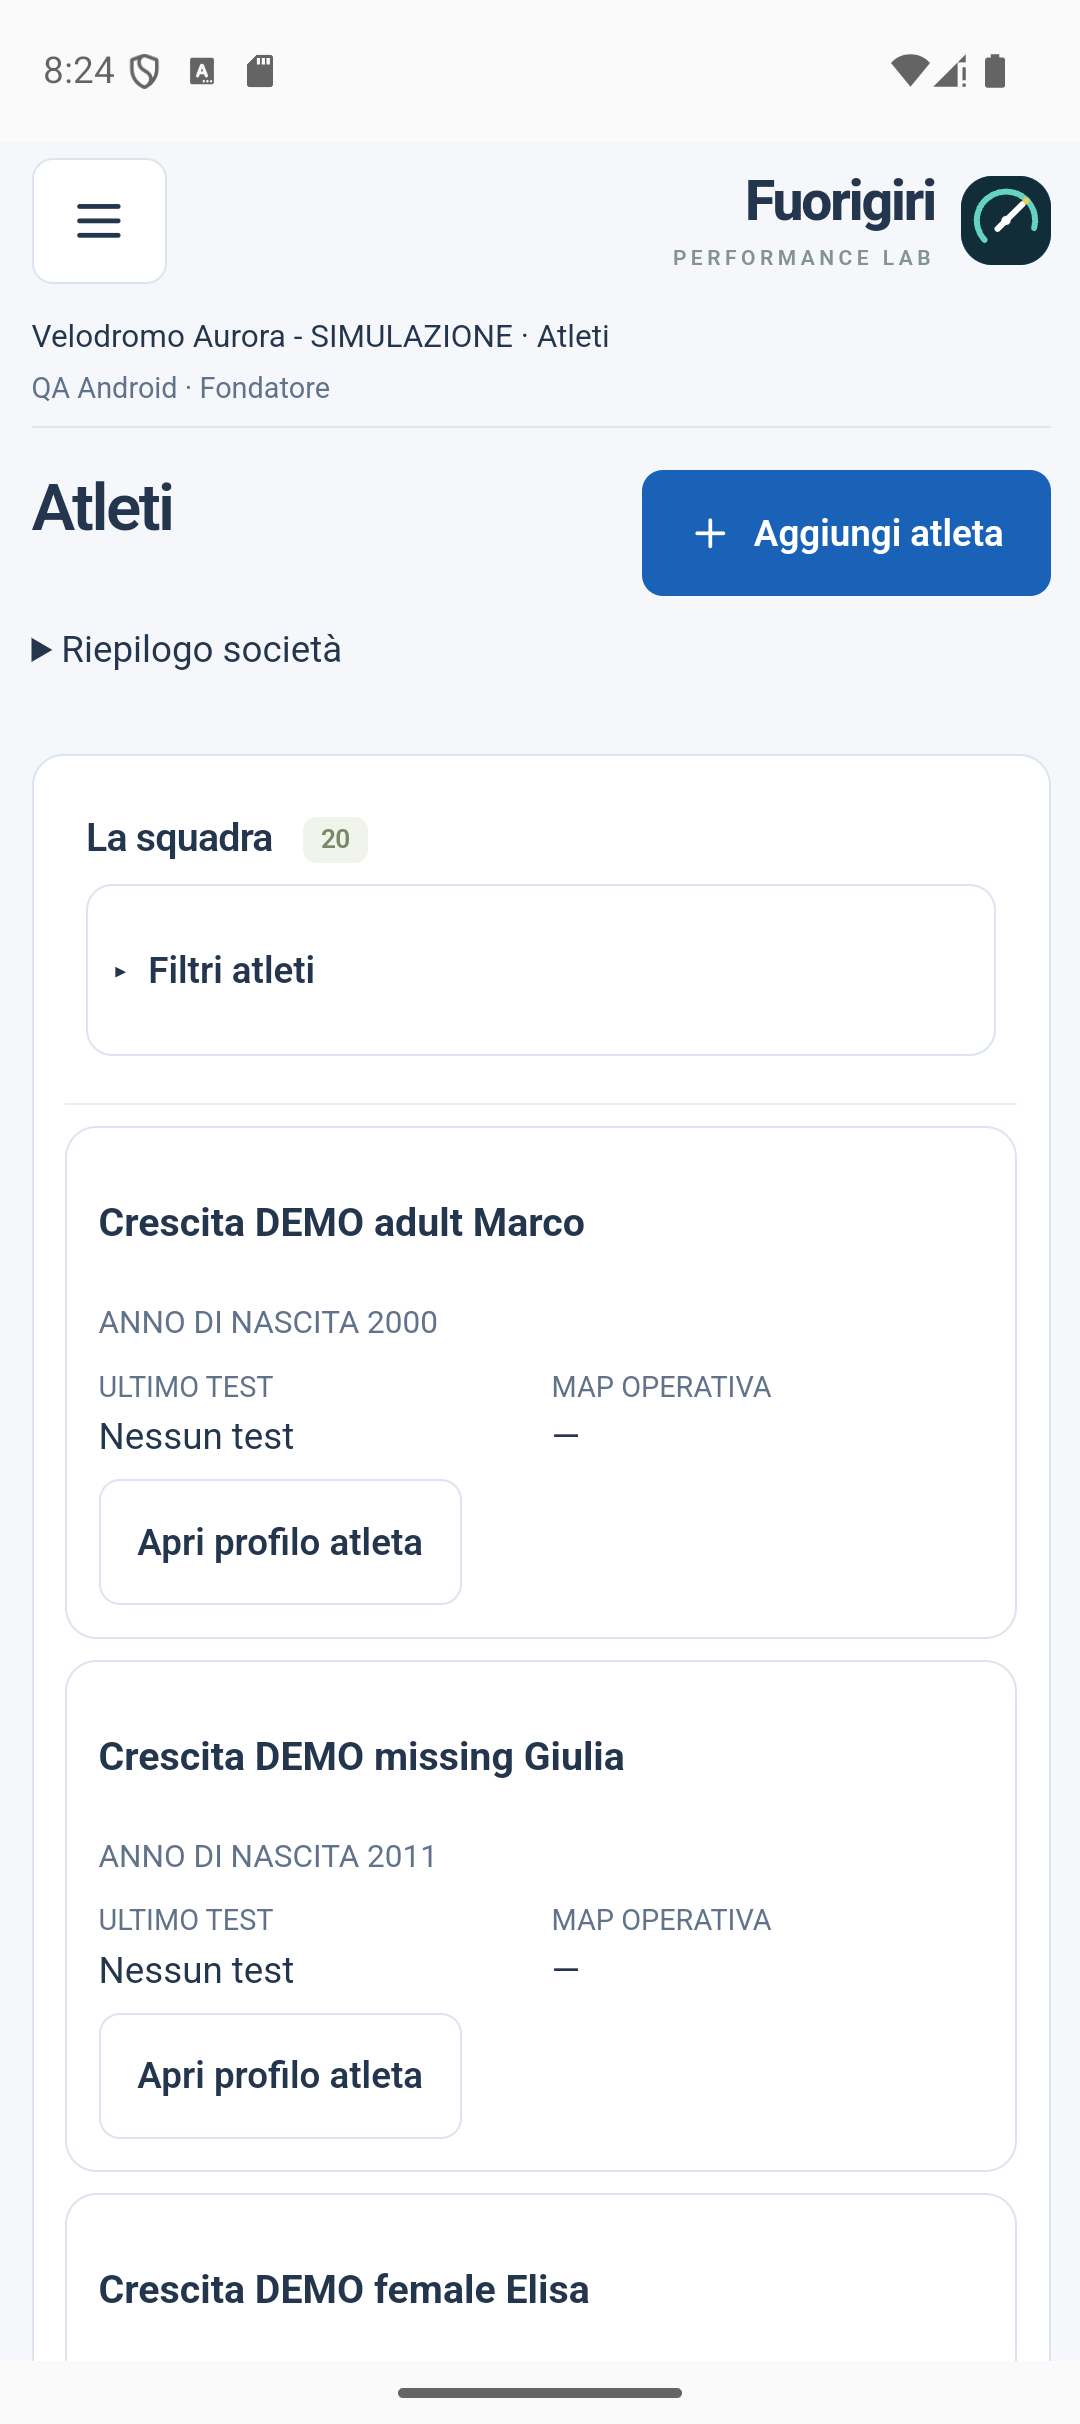 8:24
Fuorigiri
PERFORMANCE LAB
Velodromo Aurora - SIMULAZIONE · Atleti
QA Android · Fondatore
Atleti
+ Aggiungi atleta
▶ Riepilogo società
La squadra 20
▸ Filtri atleti
Crescita DEMO adult Marco
ANNO DI NASCITA 2000
ULTIMO TEST MAP OPERATIVA
Nessun test —
Apri profilo atleta
Crescita DEMO missing Giulia
ANNO DI NASCITA 2011
ULTIMO TEST MAP OPERATIVA
Nessun test —
Apri profilo atleta
Crescita DEMO female Elisa